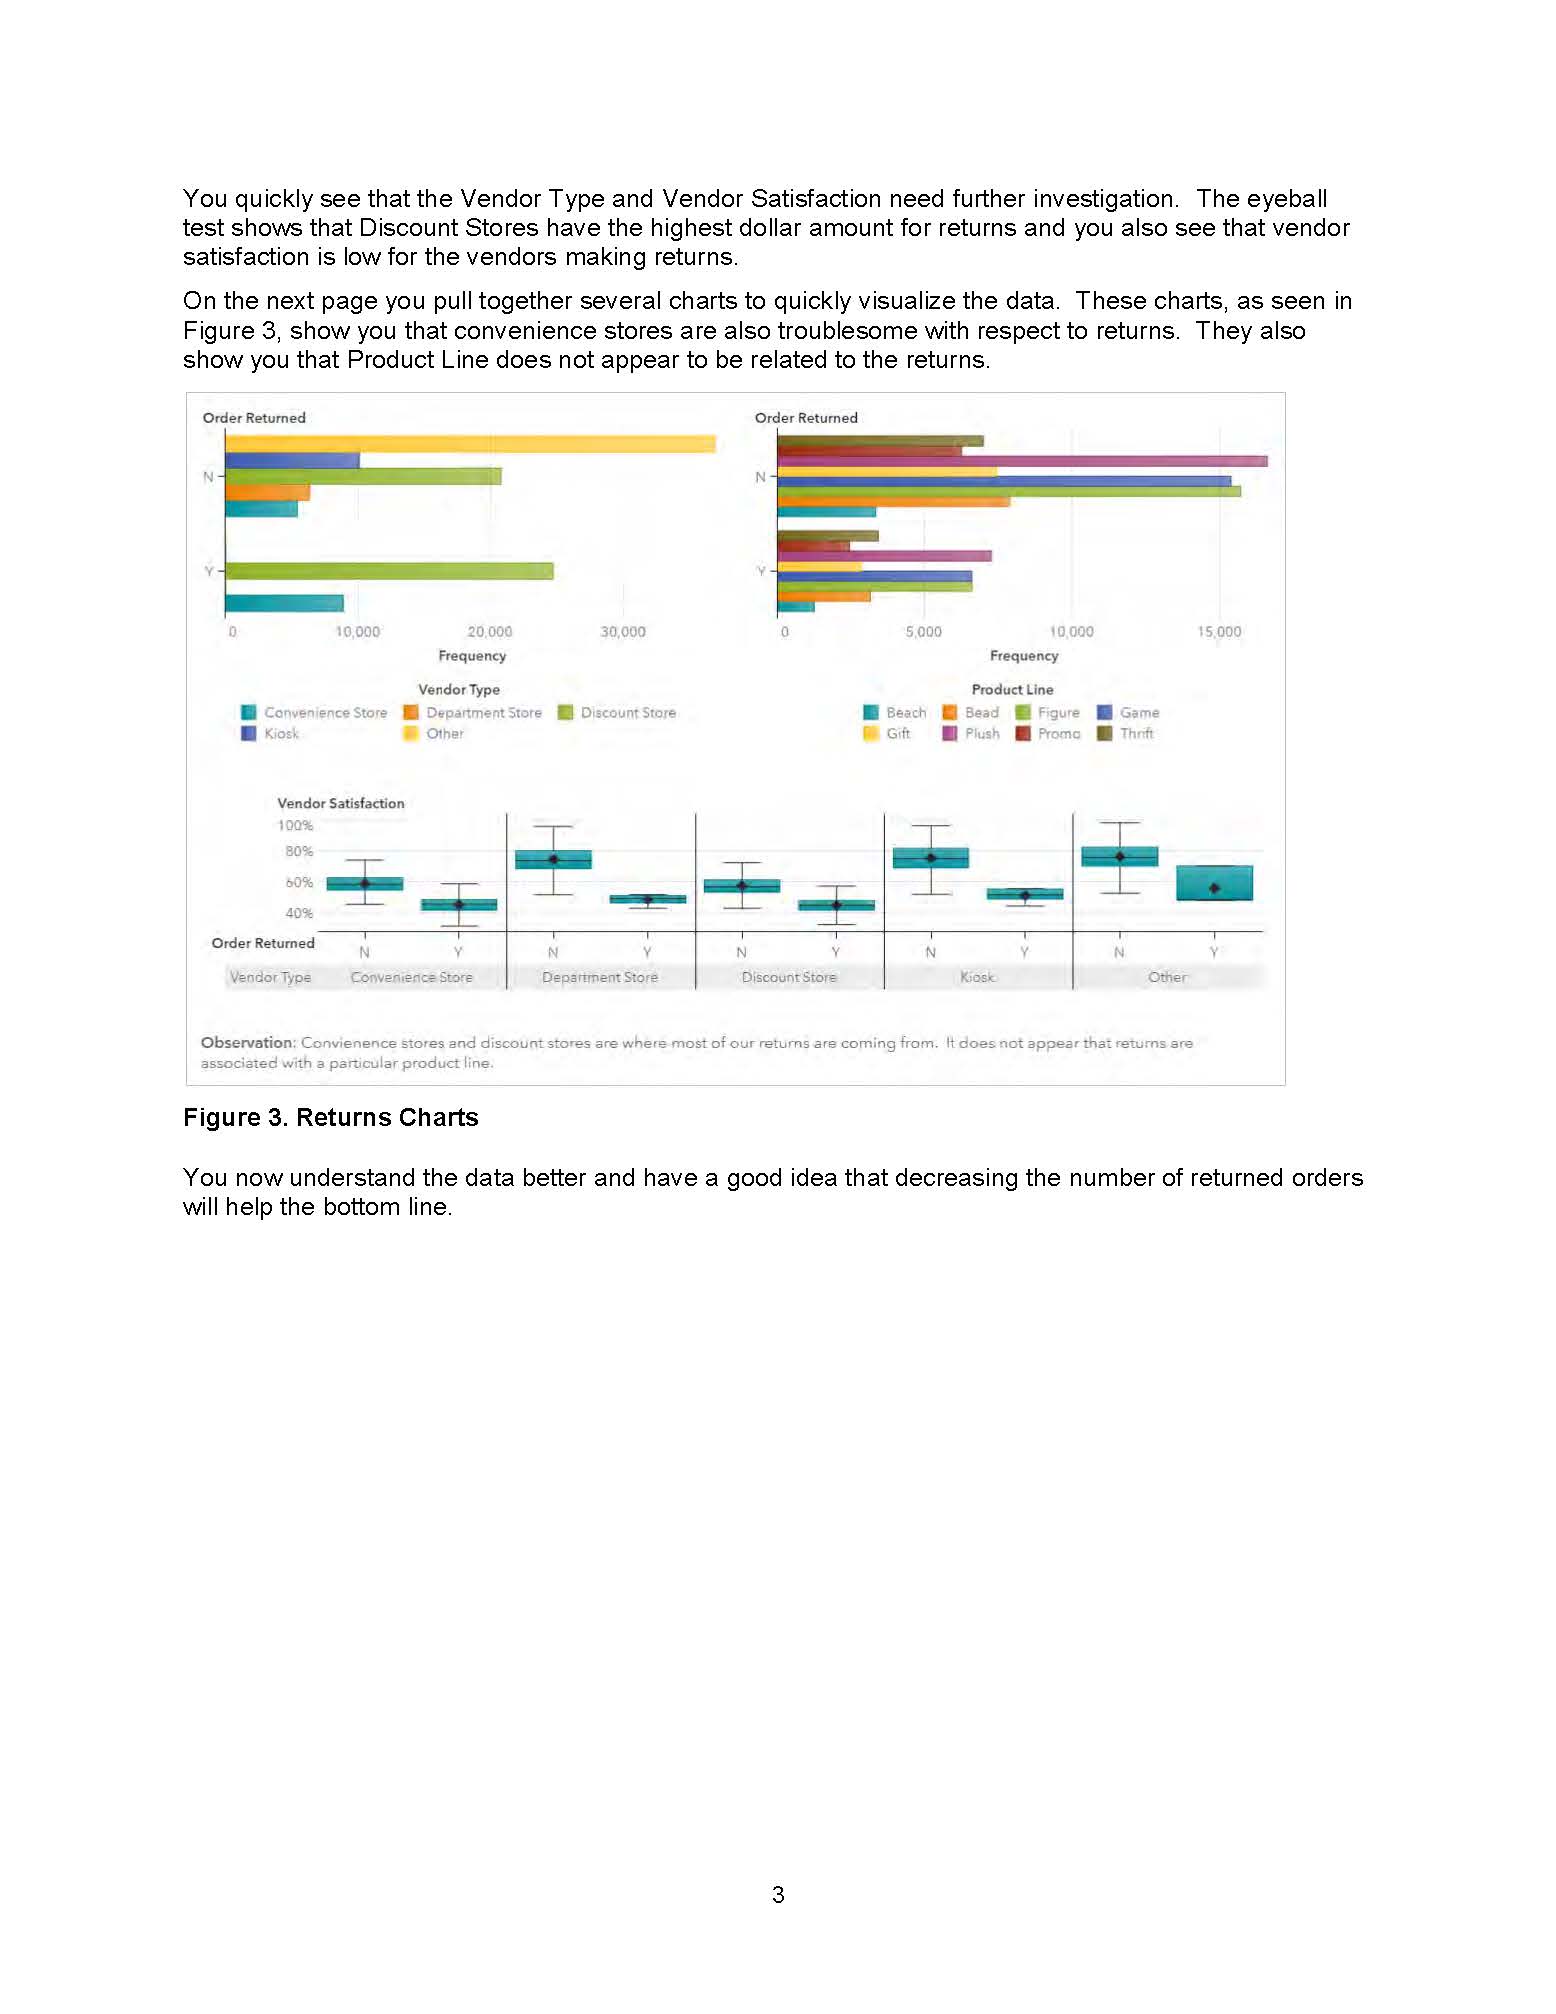 You quickly see that the Vendor Type and Vendor Satisfaction need further investigation.  The eyeball
test shows that Discount Stores have the highest dollar amount for returns and you also see that vendor
satisfaction is low for the vendors making returns.
On the next page you pull together several charts to quickly visualize the data.  These charts, as seen in
Figure 3, show you that convenience stores are also troublesome with respect to returns.  They also
show you that Product Line does not appear to be related to the returns.
Order Returned
N
Y
0 10,000 20,000 30,000
Frequency
Vendor Type
Convenience Store Department Store Discount Store
Kiosk Other
Order Returned
N
Y
0 5,000 10,000 15,000
Frequency
Product Line
Beach Bead Figure Game
Gift Plush Promo Thrift
Vendor Satisfaction
100%
80%
60%
40%
Order Returned N Y N Y N Y N Y N Y
Vendor Type Convenience Store Department Store Discount Store Kiosk Other
Observation: Convienence stores and discount stores are where most of our returns are coming from.  It does not appear that returns are
associated with a particular product line.
Figure 3. Returns Charts
You now understand the data better and have a good idea that decreasing the number of returned orders
will help the bottom line.
3